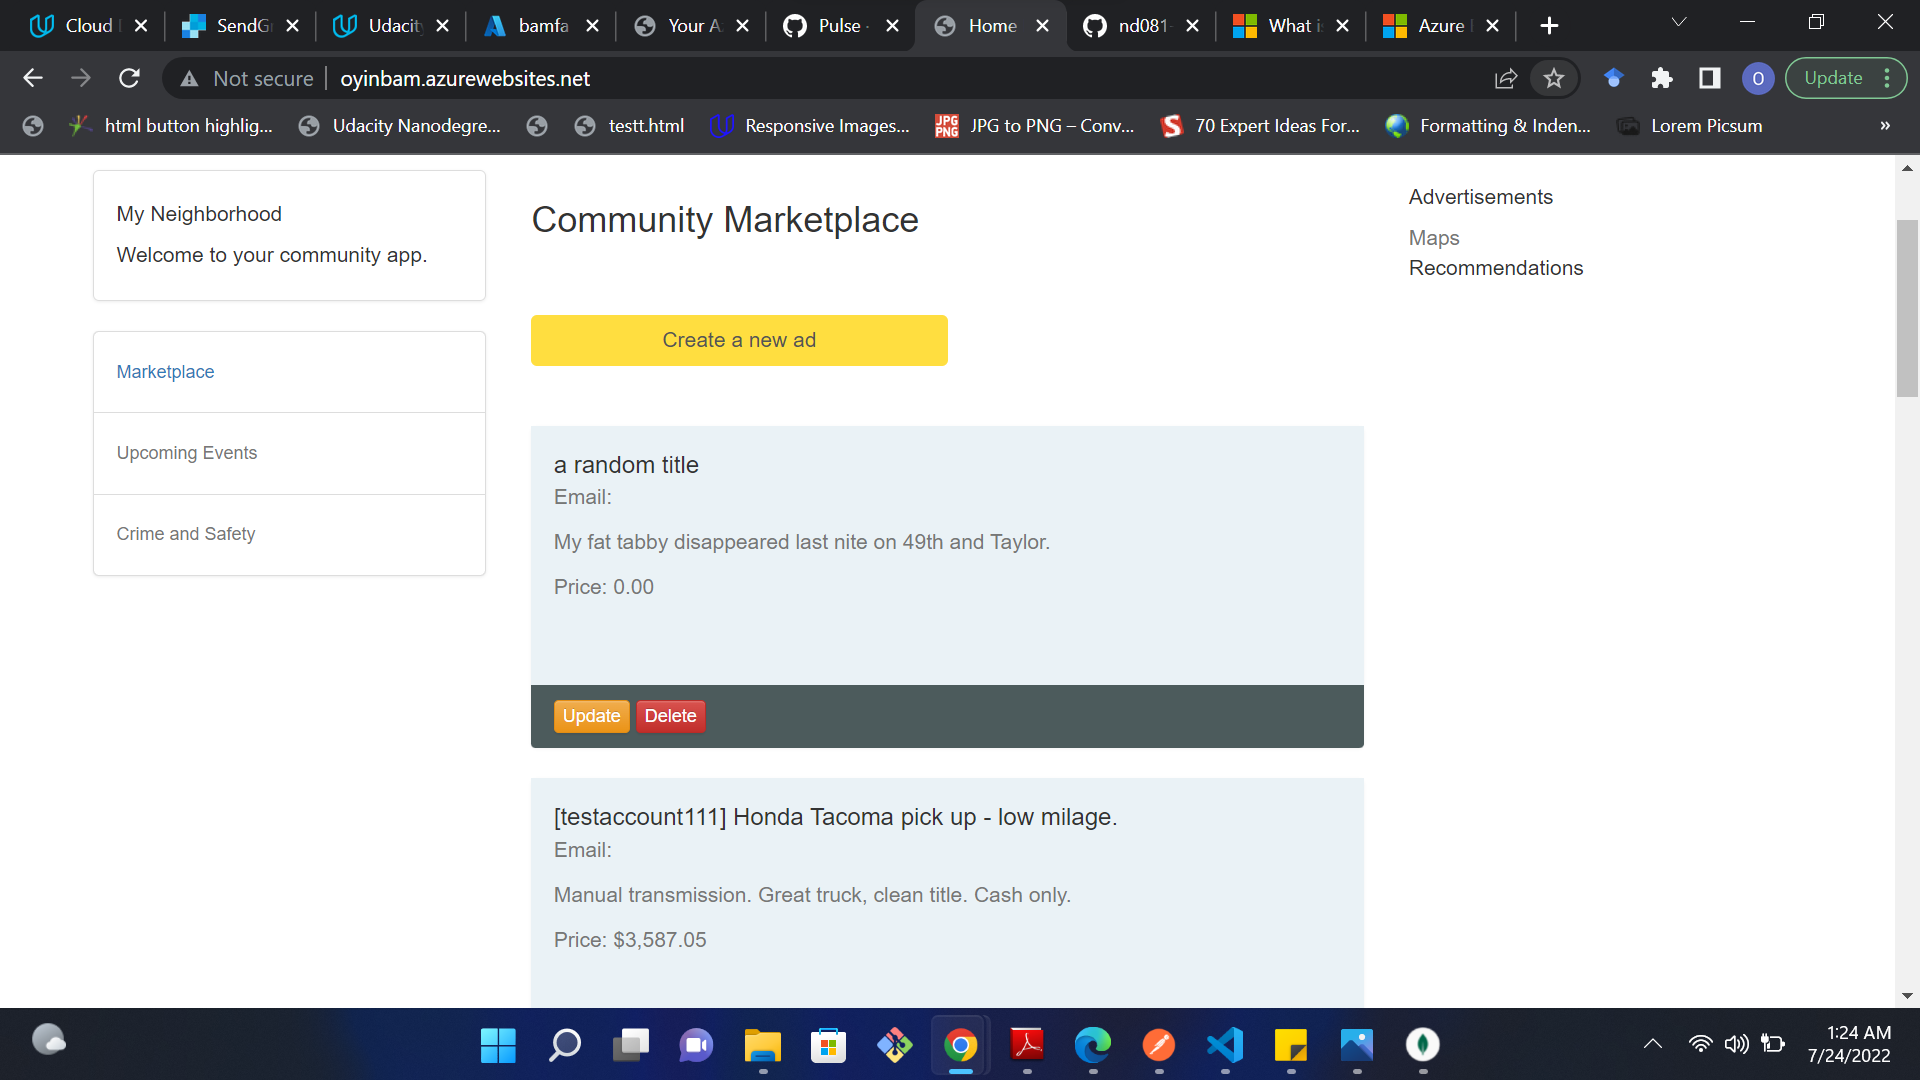 Cloud
SendGr
Udacity
bamfa
Your A
Pulse ·
Home
nd081-
What is
Azure
Not secure
oyinbam.azurewebsites.net
O
Update
html button highlig...
Udacity Nanodegre...
testt.html
Responsive Images...
JPG PNG
JPG to PNG – Conv...
S
70 Expert Ideas For...
Formatting & Inden...
Lorem Picsum
»
My Neighborhood
Welcome to your community app.
Marketplace
Upcoming Events
Crime and Safety
Community Marketplace
Create a new ad
a random title
Email:
My fat tabby disappeared last nite on 49th and Taylor.
Price: 0.00
Update
Delete
[testaccount111] Honda Tacoma pick up - low milage.
Email:
Manual transmission. Great truck, clean title. Cash only.
Price: $3,587.05
Advertisements
Maps
Recommendations
1:24 AM
7/24/2022